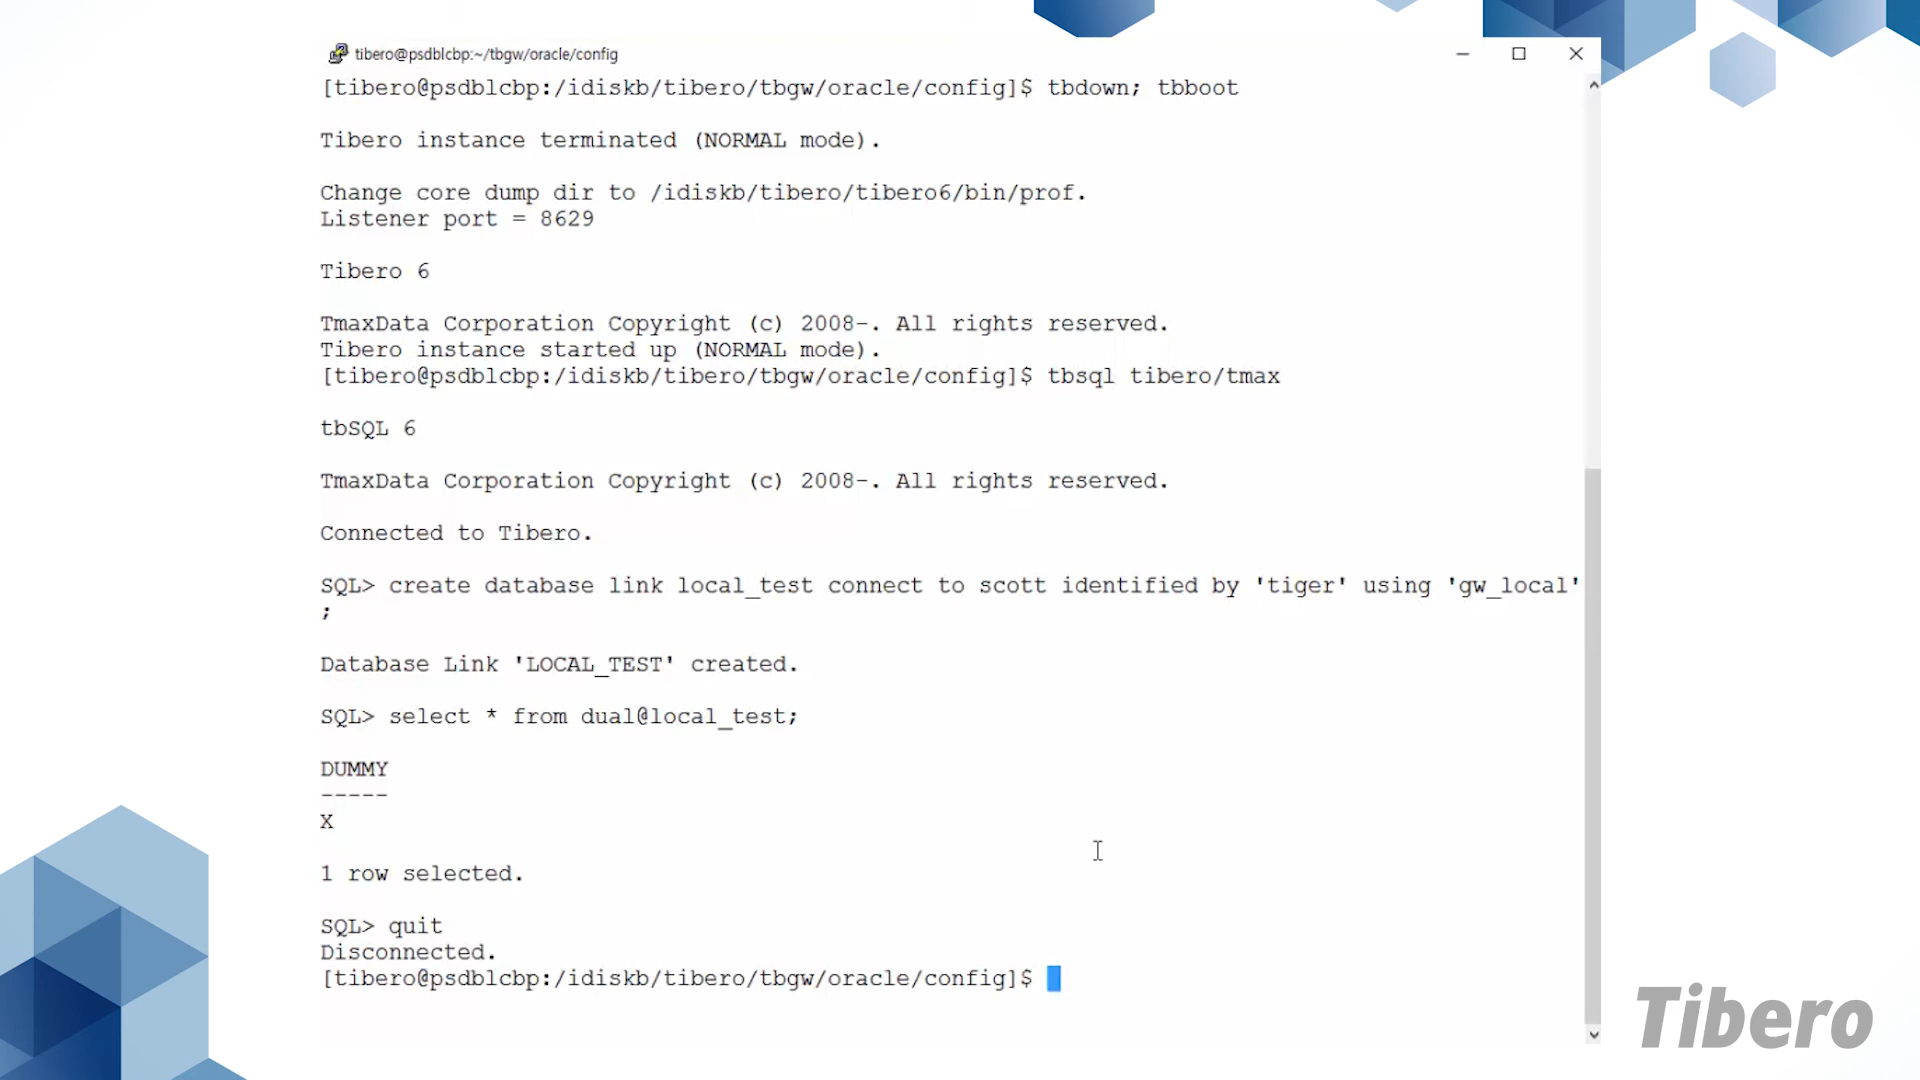 tibero@psdblcbp:~/tbgw/oracle/config
[tibero@psdblcbp:/idiskb/tibero/tbgw/oracle/config]$ tbdown; tbboot
Tibero instance terminated (NORMAL mode).
Change core dump dir to /idiskb/tibero/tibero6/bin/prof.
Listener port = 8629
Tibero 6
TmaxData Corporation Copyright (c) 2008-. All rights reserved.
Tibero instance started up (NORMAL mode).
[tibero@psdblcbp:/idiskb/tibero/tbgw/oracle/config]$ tbsql tibero/tmax
tbSQL 6
TmaxData Corporation Copyright (c) 2008-. All rights reserved.
Connected to Tibero.
SQL> create database link local_test connect to scott identified by 'tiger' using 'gw_local'
;
Database Link 'LOCAL_TEST' created.
SQL> select * from dual@local_test;
DUMMY
-----
X
1 row selected.
SQL> quit
Disconnected.
[tibero@psdblcbp:/idiskb/tibero/tbgw/oracle/config]$
Tibero